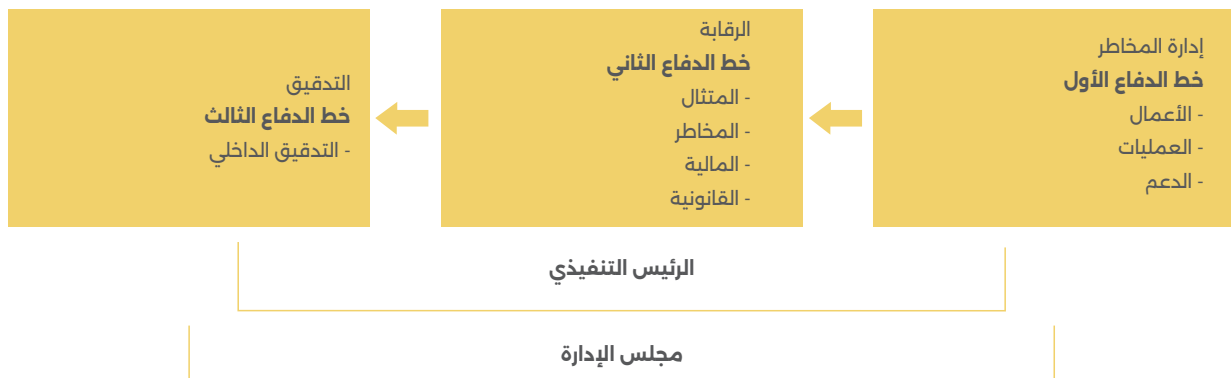 إدارة المخاطر
خط الدفاع الأول
- الأعمال
- العمليات
- الدعم
الرقابة
خط الدفاع الثاني
- المتثال
- المخاطر
- المالية
- القانونية
التدقيق
خط الدفاع الثالث
- التدقيق الداخلي
الرئيس التنفيذي
مجلس الإدارة